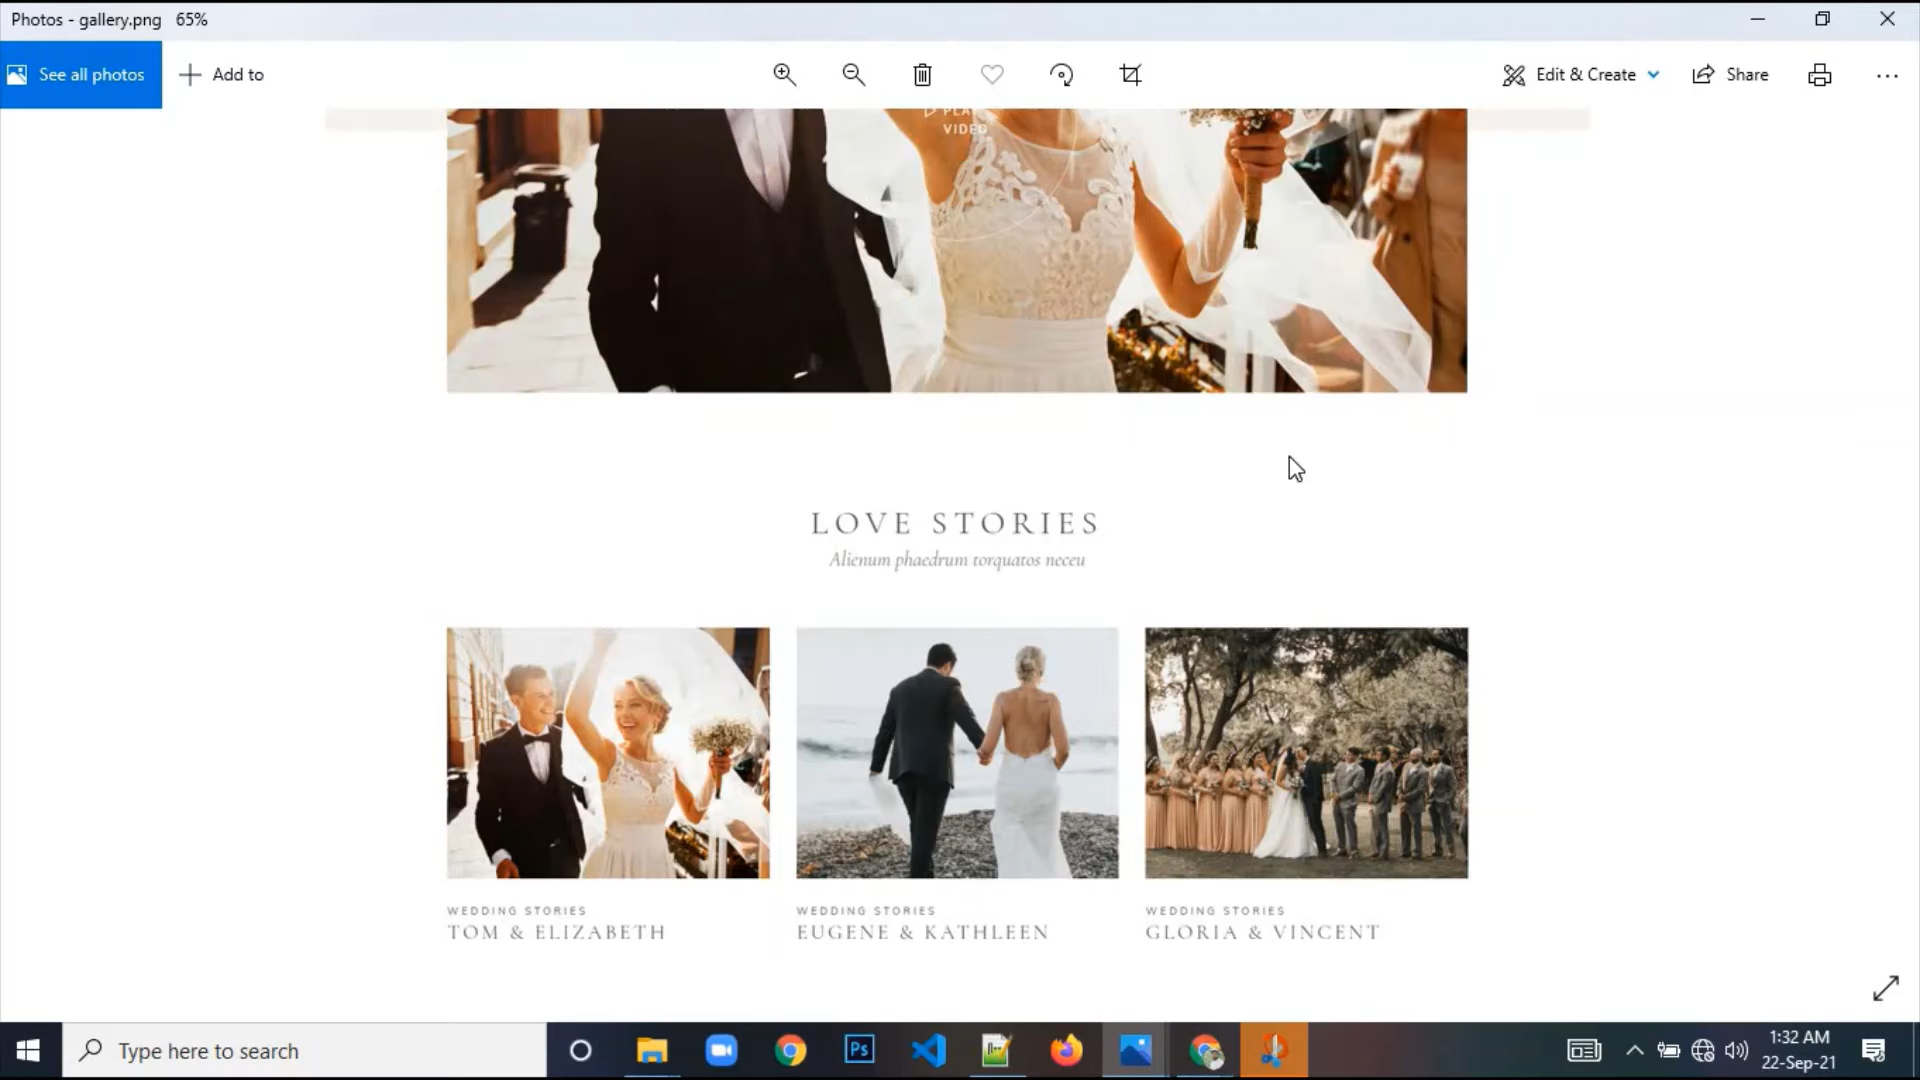 Photos - gallery.png 65%
See all photos
Add to
Edit & Create
Share
VIDEO
LOVE STORIES
Alienum phaedrum torquatos neceu
WEDDING STORIES
TOM & ELIZABETH
WEDDING STORIES
EUGENE & KATHLEEN
WEDDING STORIES
GLORIA & VINCENT
Type here to search
Ps
1:32 AM
22-Sep-21